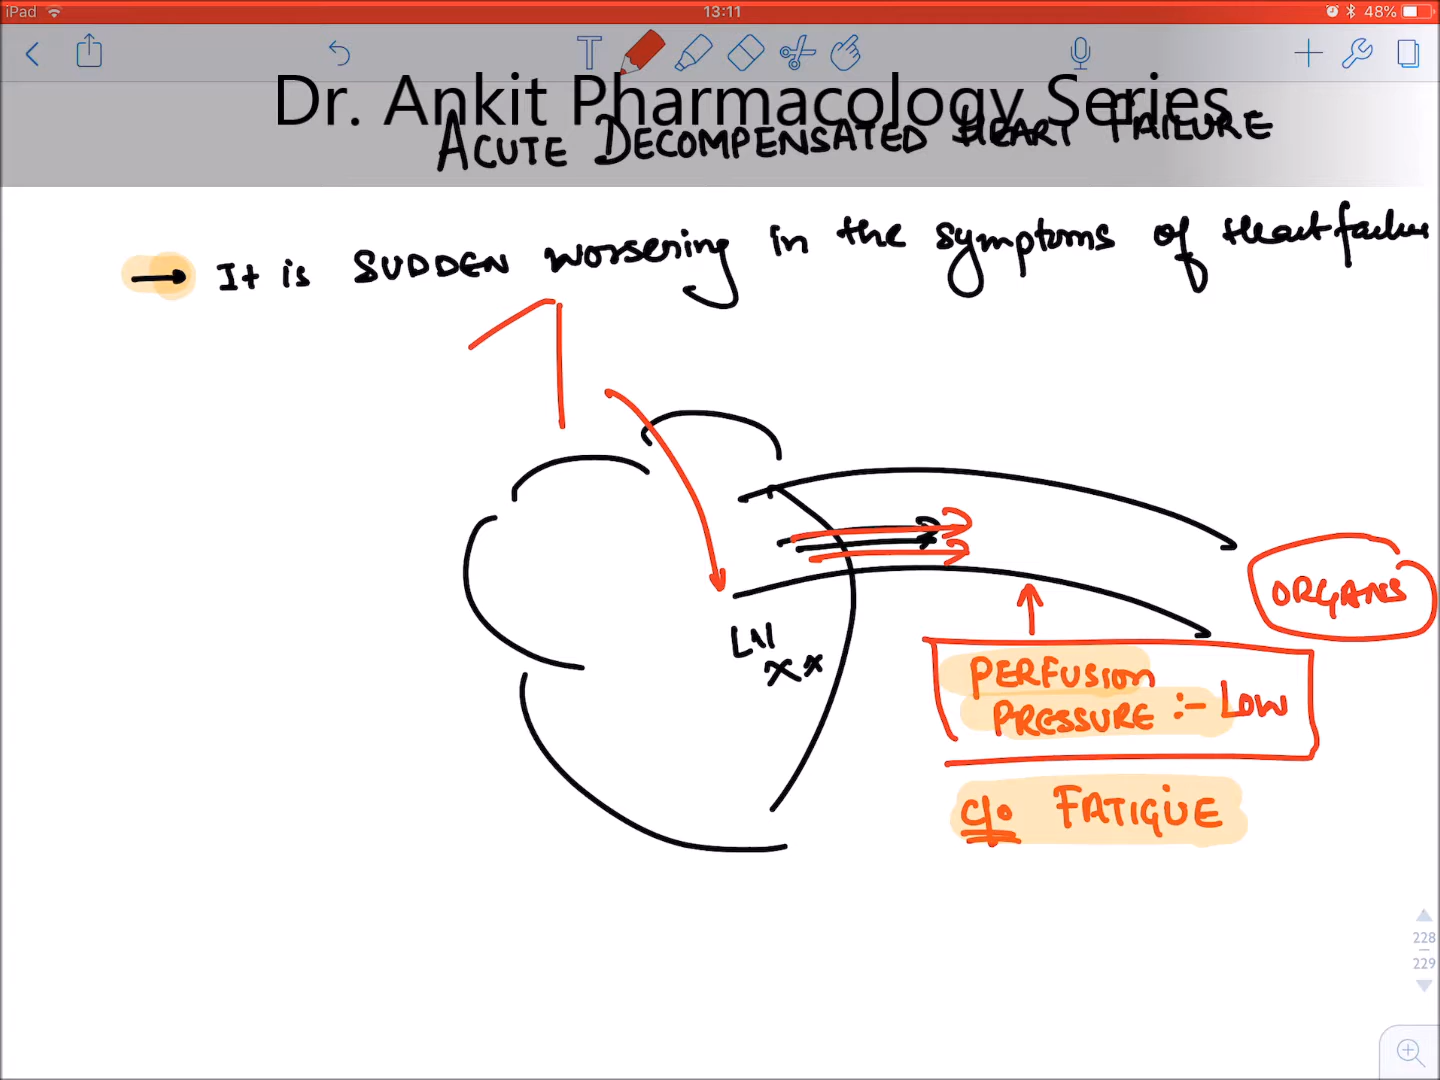 iPad 13:11 48%
T
Dr. Ankit Pharmacology Series
ACUTE DECOMPENSATED HEART FAILURE
→ It is SUDDEN worsening in the symptoms of Heart failure
ORGANS
LV
xx
PERFUSION
PRESSURE :- LOW
c/o FATIGUE
228
229